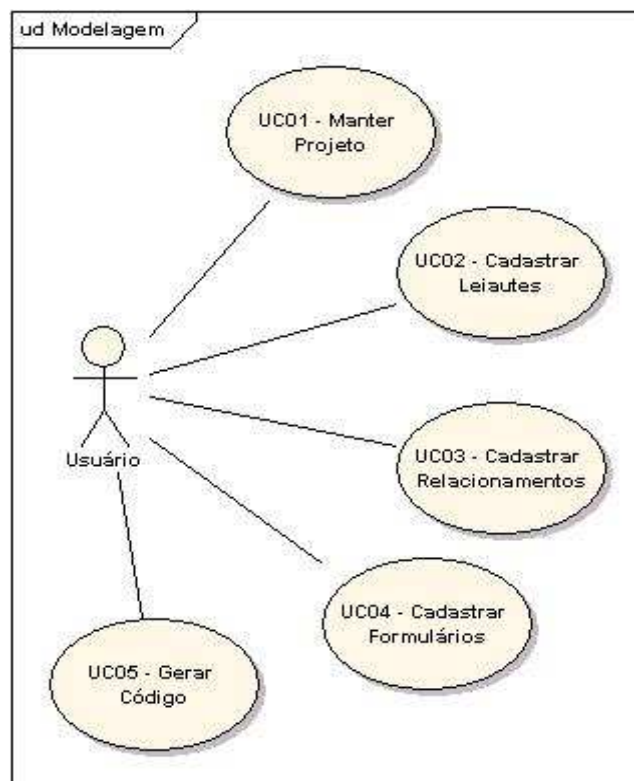 ud Modelagem
UC01 - Manter
Projeto
UC02 - Cadastrar
Leiautes
UC03 - Cadastrar
Relacionamentos
Usuário
UC04 - Cadastrar
Formulários
UC05 - Gerar
Código